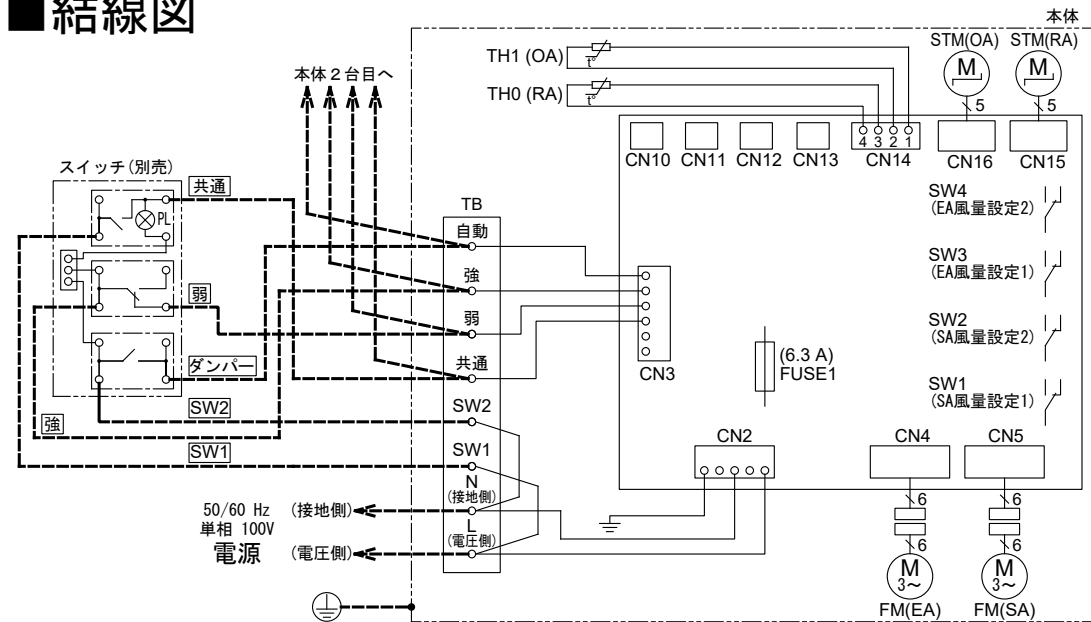 ■結線図
本体
TH1 (OA)
t°
TH0 (RA)
t°
STM(OA)
STM(RA)
M
M
5
5
本体２台目へ
4 3 2 1
CN10
CN11
CN12
CN13
CN14
CN16
CN15
スイッチ(別売)
共通
PL
TB
自動
強
弱
共通
SW2
SW1
N
(接地側)
L
(電圧側)
弱
ダンパー
SW2
強
SW1
CN3
(6.3 A)
FUSE1
SW4
(EA風量設定2)
SW3
(EA風量設定1)
SW2
(SA風量設定2)
SW1
(SA風量設定1)
CN2
CN4
CN5
50/60 Hz
単相 100V
電源
(接地側)
(電圧側)
6
6
6
6
M
3~
M
3~
FM(EA)
FM(SA)